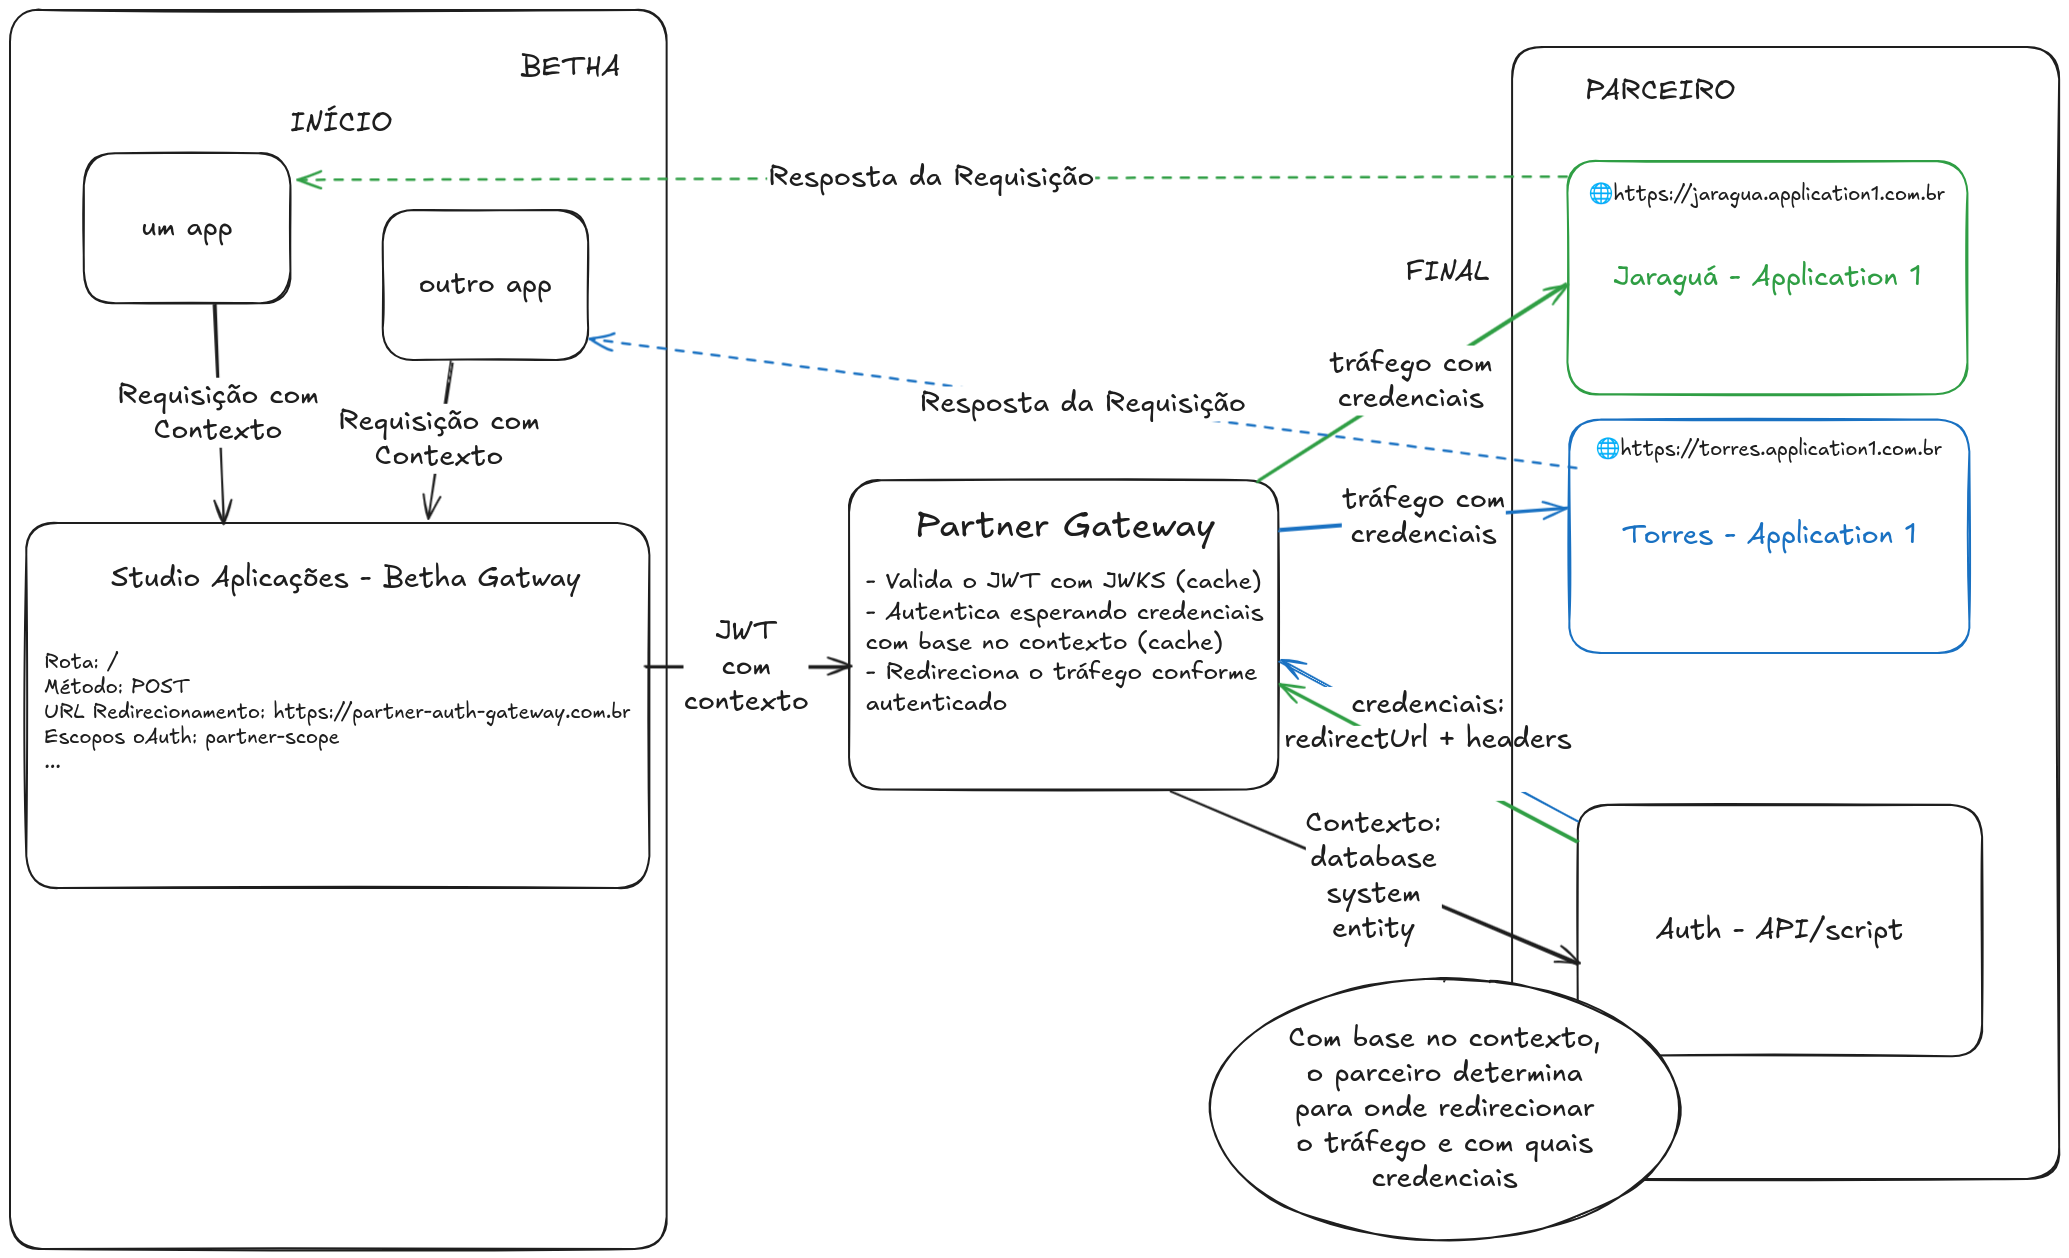 BETHA
INÍCIO
um app
outro app
Requisição com
Contexto
Requisição com
Contexto
Studio Aplicações - Betha Gatway
Rota: /
Método: POST
URL Redirecionamento: https://partner-auth-gateway.com.br
Escopos oAuth: partner-scope
...
JWT
com
contexto
Resposta da Requisição
Resposta da Requisição
Partner Gateway
- Valida o JWT com JWKS (cache)
- Autentica esperando credenciais
com base no contexto (cache)
- Redireciona o tráfego conforme
autenticado
FINAL
tráfego com
credenciais
tráfego com
credenciais
credenciais:
redirectUrl + headers
Contexto:
database
system
entity
PARCEIRO
https://jaragua.application1.com.br
Jaraguá - Application 1
https://torres.application1.com.br
Torres - Application 1
Auth - API/script
Com base no contexto,
o parceiro determina
para onde redirecionar
o tráfego e com quais
credenciais